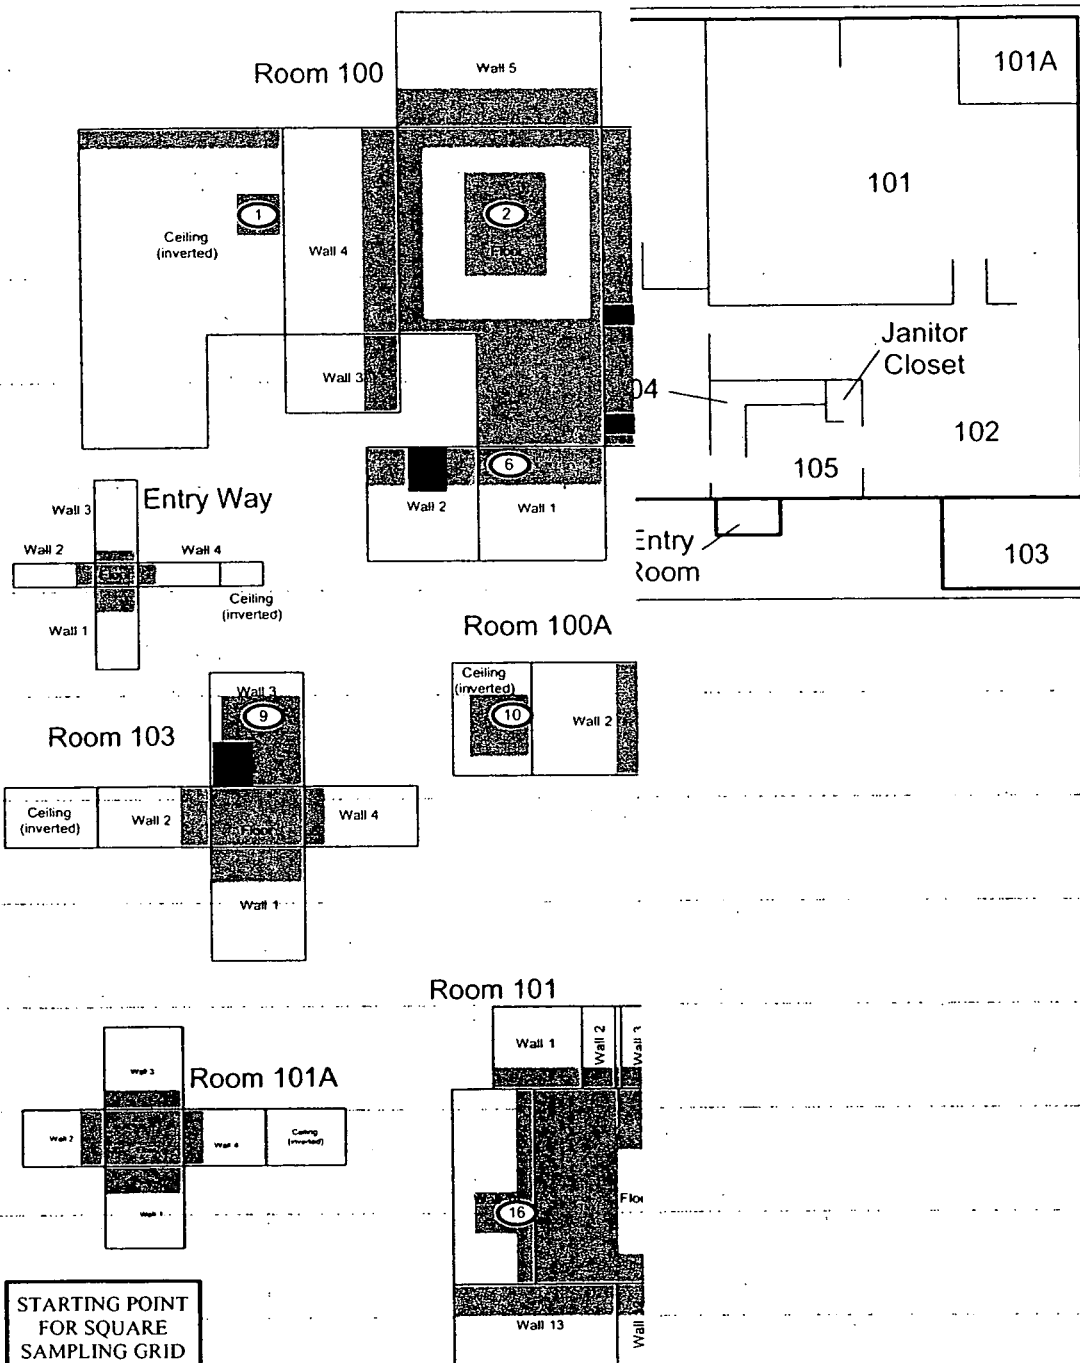 Room 100
Wall 5
101A
101
1
2
Ceiling
(inverted)
Wall 4
Floor
Wall 3
Janitor
Closet
04
102
105
6
Wall 2
Wall 1
Entry Way
Wall 3
Wall 2
Wall 4
Floor
Ceiling
(inverted)
Wall 1
Entry
Room
103
Room 100A
Ceiling
(inverted)
10
Wall 2
Room 103
Wall 3
9
Ceiling
(inverted)
Wall 2
Floor
Wall 4
Wall 1
Room 101
Wall 1
Wall 2
Wall 3
Room 101A
Wall 3
Wall 2
Wall 4
Ceiling
(inverted)
Wall 1
Floo
16
Wall 13
Wall
STARTING POINT
FOR SQUARE
SAMPLING GRID